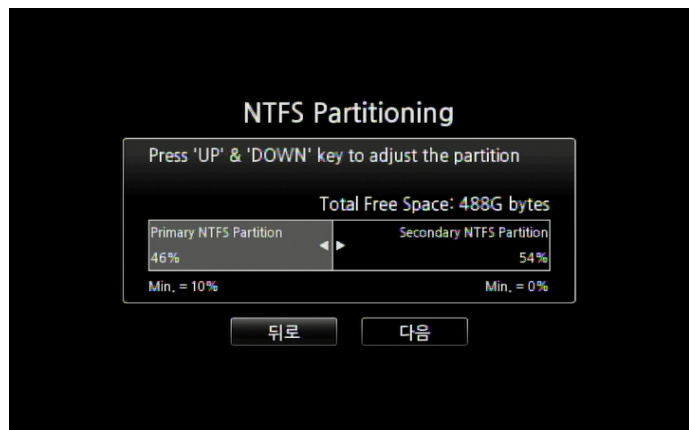 NTFS Partitioning
Press 'UP' & 'DOWN' key to adjust the partition
Total Free Space: 488G bytes
Primary NTFS Partition Secondary NTFS Partition
46% 54%
Min. = 10% Min. = 0%
뒤로 다음